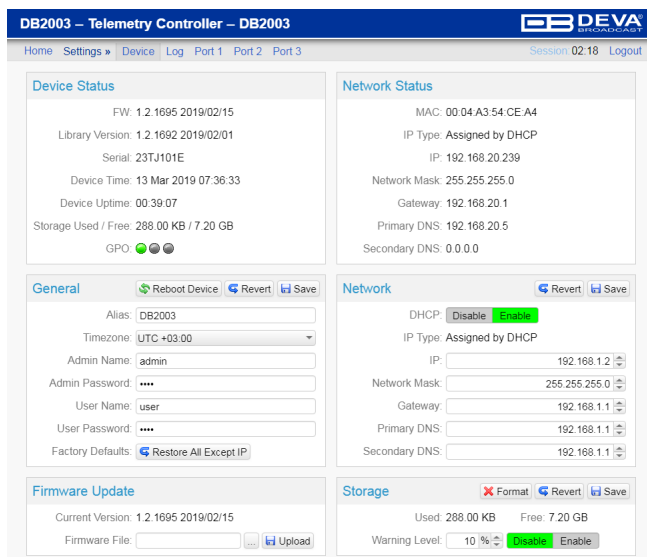 DB2003 – Telemetry Controller – DB2003
DEVA
BROADCAST
Home Settings » Device Log Port 1 Port 2 Port 3
Session 02:18 Logout
Device Status
FW: 1.2.1695 2019/02/15
Library Version: 1.2.1692 2019/02/01
Serial: 23TJ101E
Device Time: 13 Mar 2019 07:36:33
Device Uptime: 00:39:07
Storage Used / Free: 288.00 KB / 7.20 GB
GPO:
Network Status
MAC: 00:04:A3:54:CE:A4
IP Type: Assigned by DHCP
IP: 192.168.20.239
Network Mask: 255.255.255.0
Gateway: 192.168.20.1
Primary DNS: 192.168.20.5
Secondary DNS: 0.0.0.0
General Reboot Device Revert Save
Alias: DB2003
Timezone: UTC +03:00
Admin Name: admin
Admin Password: ••••
User Name: user
User Password: ••••
Factory Defaults: Restore All Except IP
Network Revert Save
DHCP: Disable Enable
IP Type: Assigned by DHCP
IP: 192.168.1.2
Network Mask: 255.255.255.0
Gateway: 192.168.1.1
Primary DNS: 192.168.1.1
Secondary DNS: 192.168.1.1
Firmware Update
Current Version: 1.2.1695 2019/02/15
Firmware File: ... Upload
Storage Format Revert Save
Used: 288.00 KB Free: 7.20 GB
Warning Level: 10 % Disable Enable